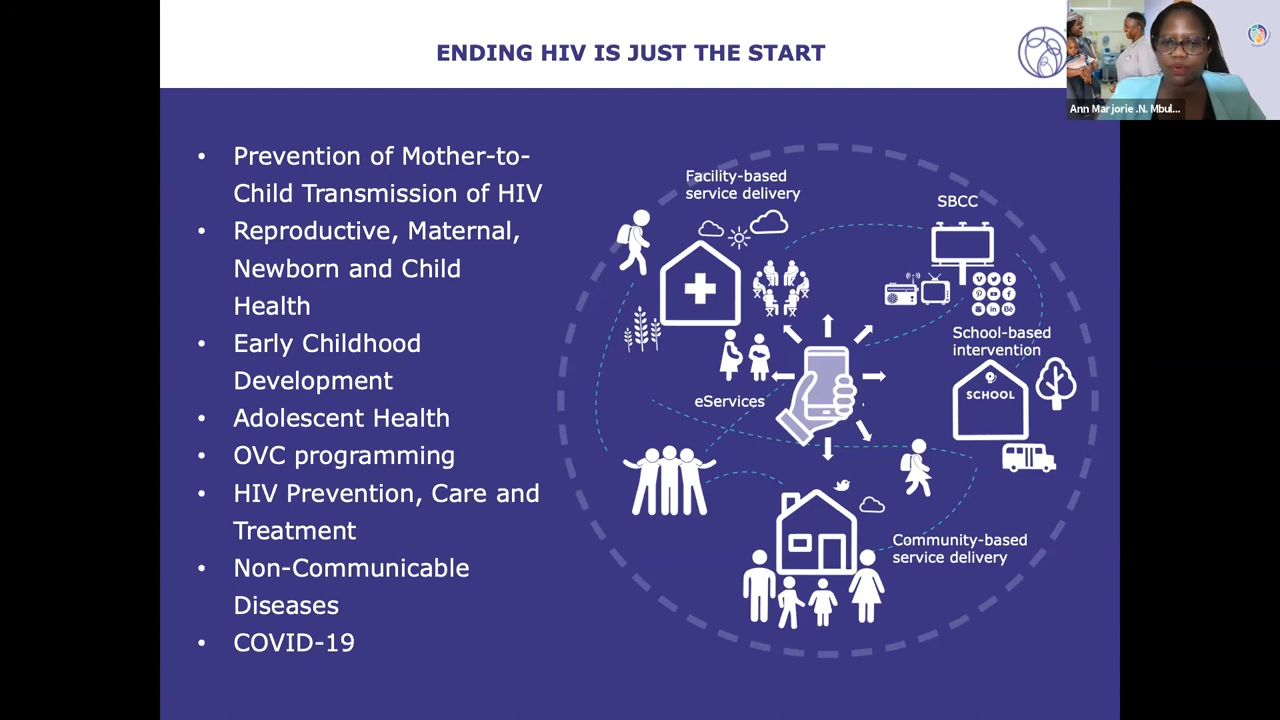 ENDING HIV IS JUST THE START
Ann Marjorie .N. Mbul...
• Prevention of Mother-to-
Child Transmission of HIV
• Reproductive, Maternal,
Newborn and Child
Health
• Early Childhood
Development
• Adolescent Health
• OVC programming
• HIV Prevention, Care and
Treatment
• Non-Communicable
Diseases
• COVID-19
Facility-based
service delivery
SBCC
School-based
intervention
SCHOOL
eServices
Community-based
service delivery